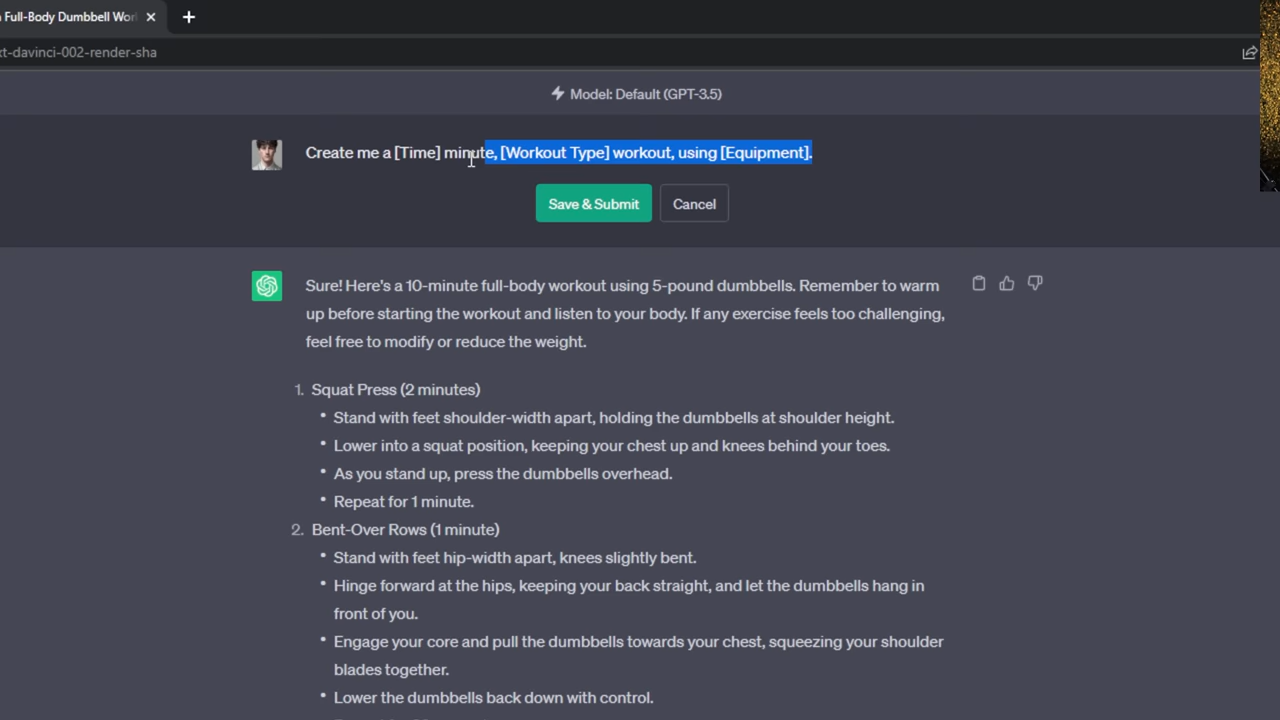 Full-Body Dumbbell Wor
xt-davinci-002-render-sha
Model: Default (GPT-3.5)
Create me a [Time] minute, [Workout Type] workout, using [Equipment].
Save & Submit
Cancel
Sure! Here's a 10-minute full-body workout using 5-pound dumbbells. Remember to warm
up before starting the workout and listen to your body. If any exercise feels too challenging,
feel free to modify or reduce the weight.
1. Squat Press (2 minutes)
• Stand with feet shoulder-width apart, holding the dumbbells at shoulder height.
• Lower into a squat position, keeping your chest up and knees behind your toes.
• As you stand up, press the dumbbells overhead.
• Repeat for 1 minute.
2. Bent-Over Rows (1 minute)
• Stand with feet hip-width apart, knees slightly bent.
• Hinge forward at the hips, keeping your back straight, and let the dumbbells hang in
front of you.
• Engage your core and pull the dumbbells towards your chest, squeezing your shoulder
blades together.
• Lower the dumbbells back down with control.